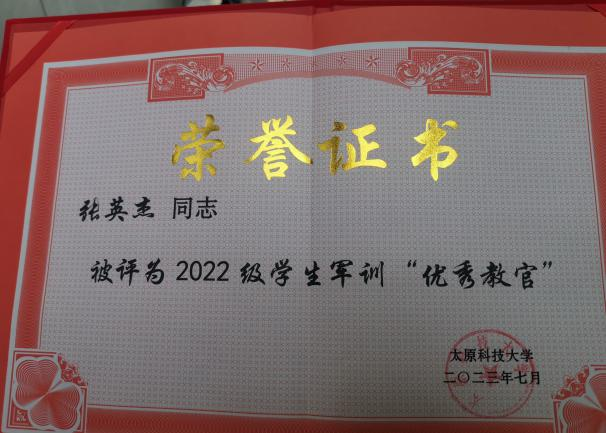 荣誉证书
张英杰 同志
被评为2022级学生军训“优秀教官”
太原科技大学
二〇二三年七月